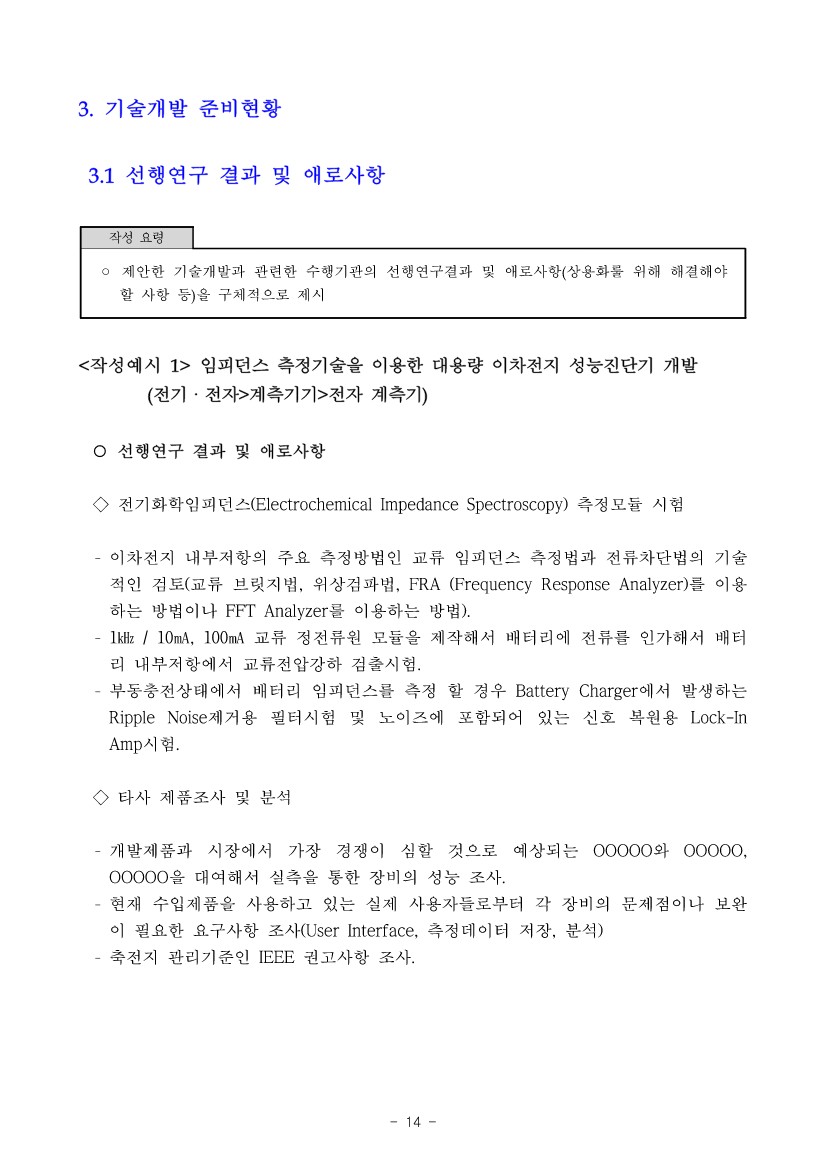 3. 기술개발 준비현황
3.1 선행연구 결과 및 애로사항
작성 요령
○ 제안한 기술개발과 관련한 수행기관의 선행연구결과 및 애로사항(상용화를 위해 해결해야
할 사항 등)을 구체적으로 제시
<작성예시 1> 임피던스 측정기술을 이용한 대용량 이차전지 성능진단기 개발
(전기·전자>계측기기>전자 계측기)
○ 선행연구 결과 및 애로사항
◇ 전기화학임피던스(Electrochemical Impedance Spectroscopy) 측정모듈 시험
- 이차전지 내부저항의 주요 측정방법인 교류 임피던스 측정법과 전류차단법의 기술
적인 검토(교류 브릿지법, 위상검파법, FRA (Frequency Response Analyzer)를 이용
하는 방법이나 FFT Analyzer를 이용하는 방법).
- 1㎑ / 10㎃, 100㎃ 교류 정전류원 모듈을 제작해서 배터리에 전류를 인가해서 배터
리 내부저항에서 교류전압강하 검출시험.
- 부동충전상태에서 배터리 임피던스를 측정 할 경우 Battery Charger에서 발생하는
Ripple Noise제거용 필터시험 및 노이즈에 포함되어 있는 신호 복원용 Lock-In
Amp시험.
◇ 타사 제품조사 및 분석
- 개발제품과 시장에서 가장 경쟁이 심할 것으로 예상되는 OOOOO와 OOOOO,
OOOOO을 대여해서 실측을 통한 장비의 성능 조사.
- 현재 수입제품을 사용하고 있는 실제 사용자들로부터 각 장비의 문제점이나 보완
이 필요한 요구사항 조사(User Interface, 측정데이터 저장, 분석)
- 축전지 관리기준인 IEEE 권고사항 조사.
- 14 -